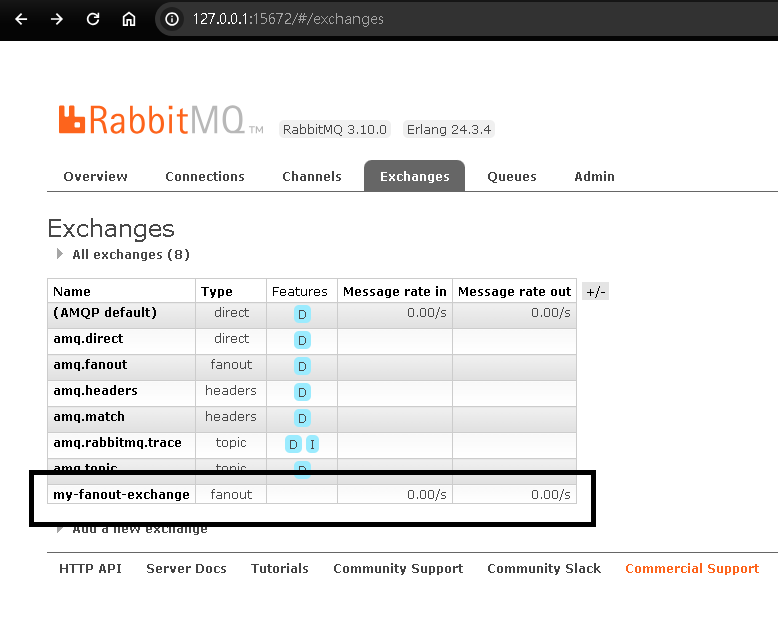 127.0.0.1:15672/#/exchanges
RabbitMQ TM RabbitMQ 3.10.0 Erlang 24.3.4
Overview Connections Channels Exchanges Queues Admin
Exchanges
All exchanges (8)
Name Type Features Message rate in Message rate out +/-
(AMQP default) direct D 0.00/s 0.00/s
amq.direct direct D
amq.fanout fanout D
amq.headers headers D
amq.match headers D
amq.rabbitmq.trace topic D I
amq.topic topic D
my-fanout-exchange fanout 0.00/s 0.00/s
Add a new exchange
HTTP API Server Docs Tutorials Community Support Community Slack Commercial Support